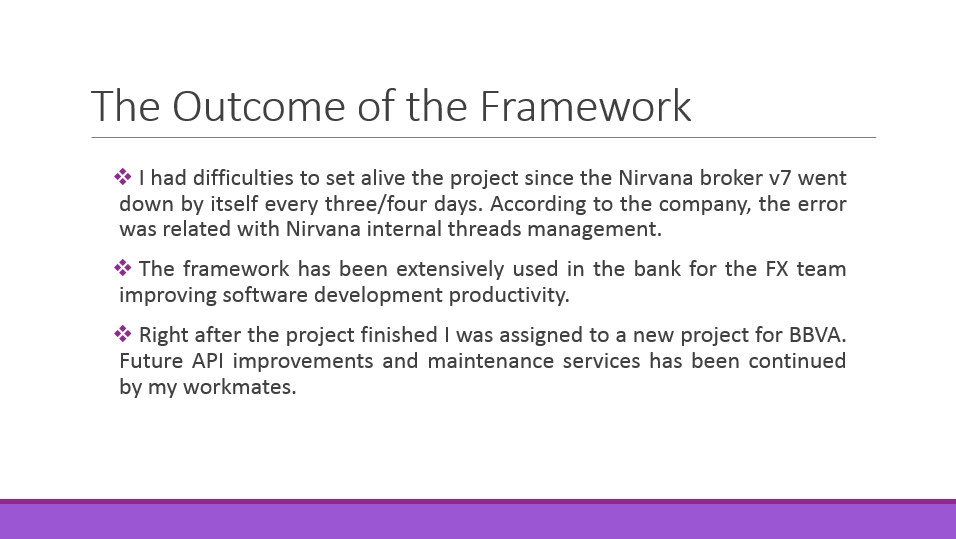 The Outcome of the Framework
❖ I had difficulties to set alive the project since the Nirvana broker v7 went
down by itself every three/four days. According to the company, the error
was related with Nirvana internal threads management.
❖ The framework has been extensively used in the bank for the FX team
improving software development productivity.
❖ Right after the project finished I was assigned to a new project for BBVA.
Future API improvements and maintenance services has been continued
by my workmates.